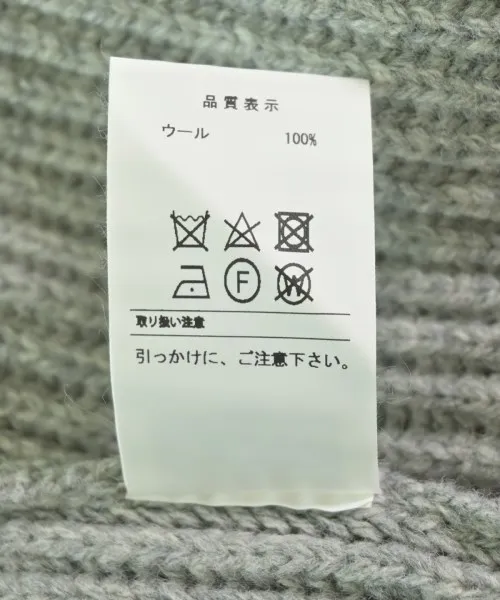 品質表示
ウール 100%
F W
取り扱い注意
引っかけに、ご注意下さい。